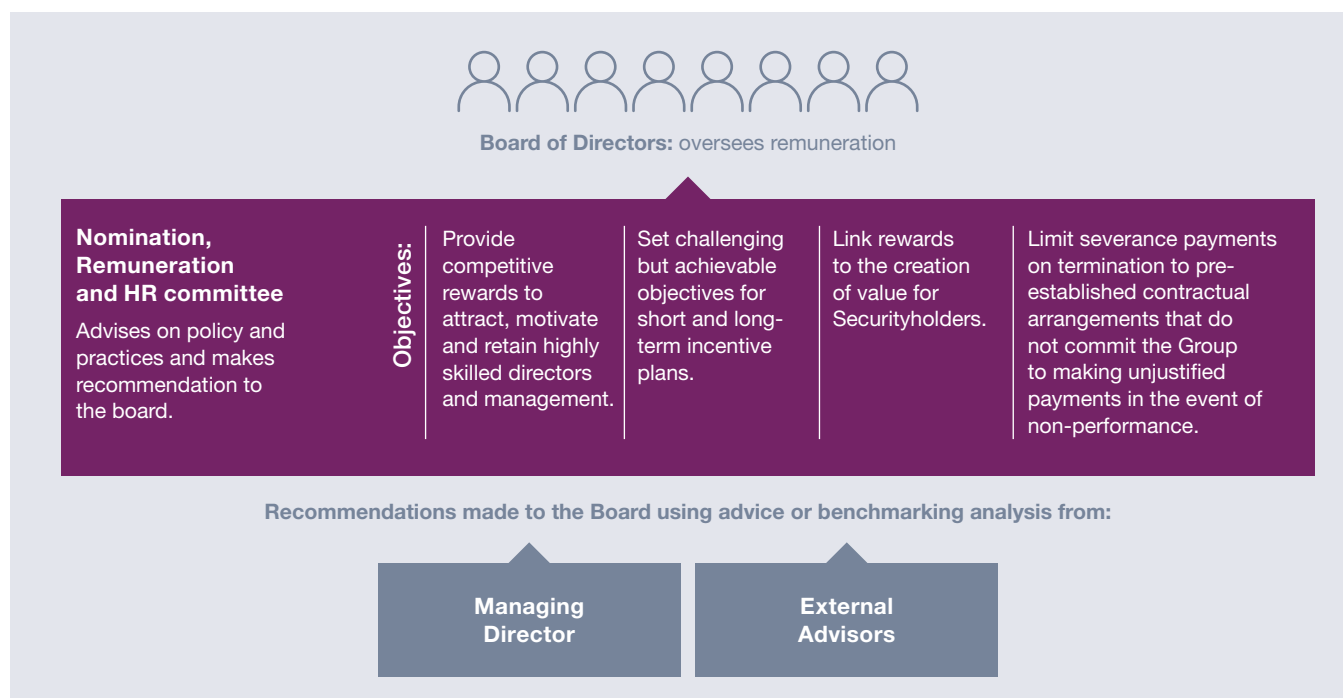 Board of Directors: oversees remuneration
Nomination,
Remuneration
and HR committee
Advises on policy and
practices and makes
recommendation to
the board.
Objectives:
Provide
competitive
rewards to
attract, motivate
and retain highly
skilled directors
and management.
Set challenging
but achievable
objectives for
short and long-
term incentive
plans.
Link rewards
to the creation
of value for
Securityholders.
Limit severance payments
on termination to pre-
established contractual
arrangements that do
not commit the Group
to making unjustified
payments in the event of
non-performance.
Recommendations made to the Board using advice or benchmarking analysis from:
Managing
Director
External
Advisors